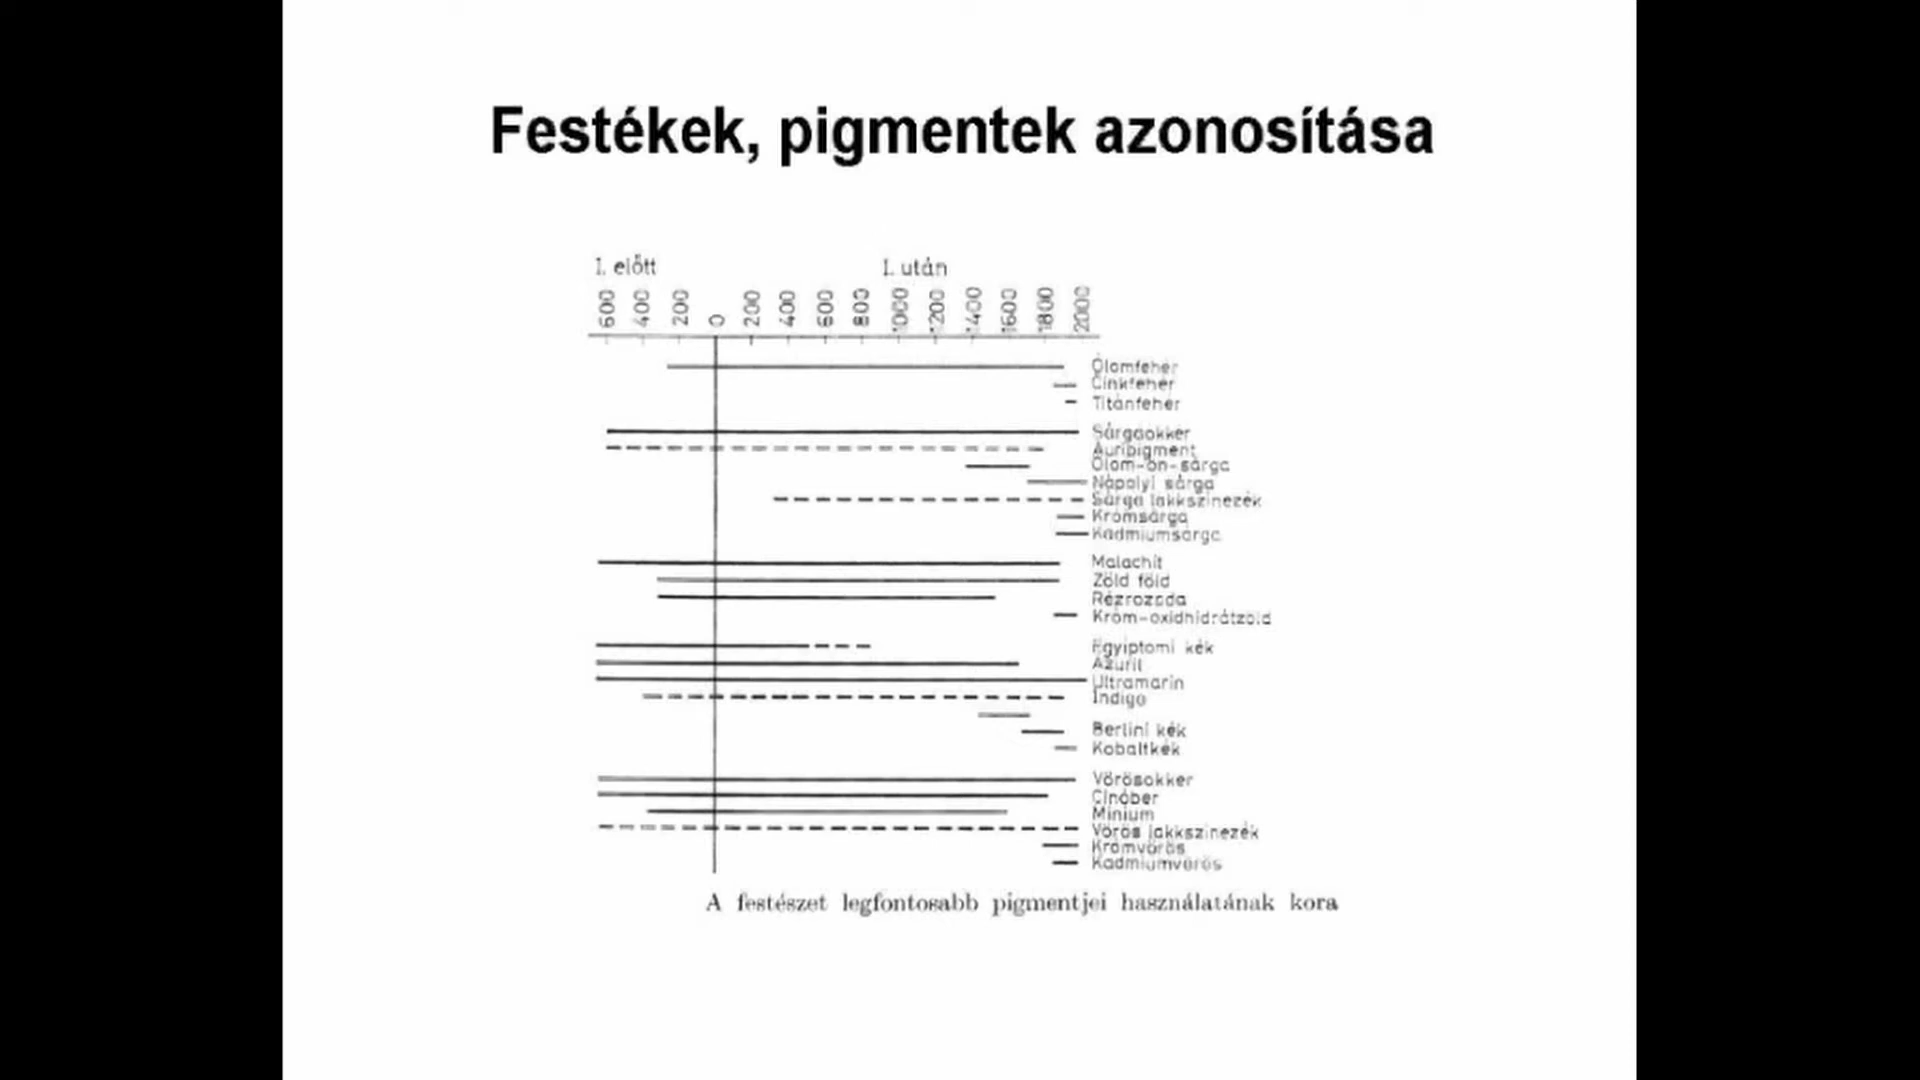 Festékek, pigmentek azonosítása
I. előtt I. után
600 400 200 0 200 400 600 800 1000 1200 1400 1600 1800 2000
Ólomfehér
Cinkfehér
Titánfehér
Sárgaokker
Auripigment
Ólom-ón-sárga
Nápolyi sárga
Sárga lakkszínezék
Krómsárga
Kadmiumsárga
Malachit
Zöld föld
Rézrozsda
Króm-oxidhidrátzöld
Egyiptomi kék
Azurit
Ultramarin
Indigo
Berlini kék
Kobaltkék
Vörösokker
Cinóber
Mínium
Vörös lakkszínezék
Krómvörös
Kadmiumvörös
A festészet legfontosabb pigmentjei használatának kora